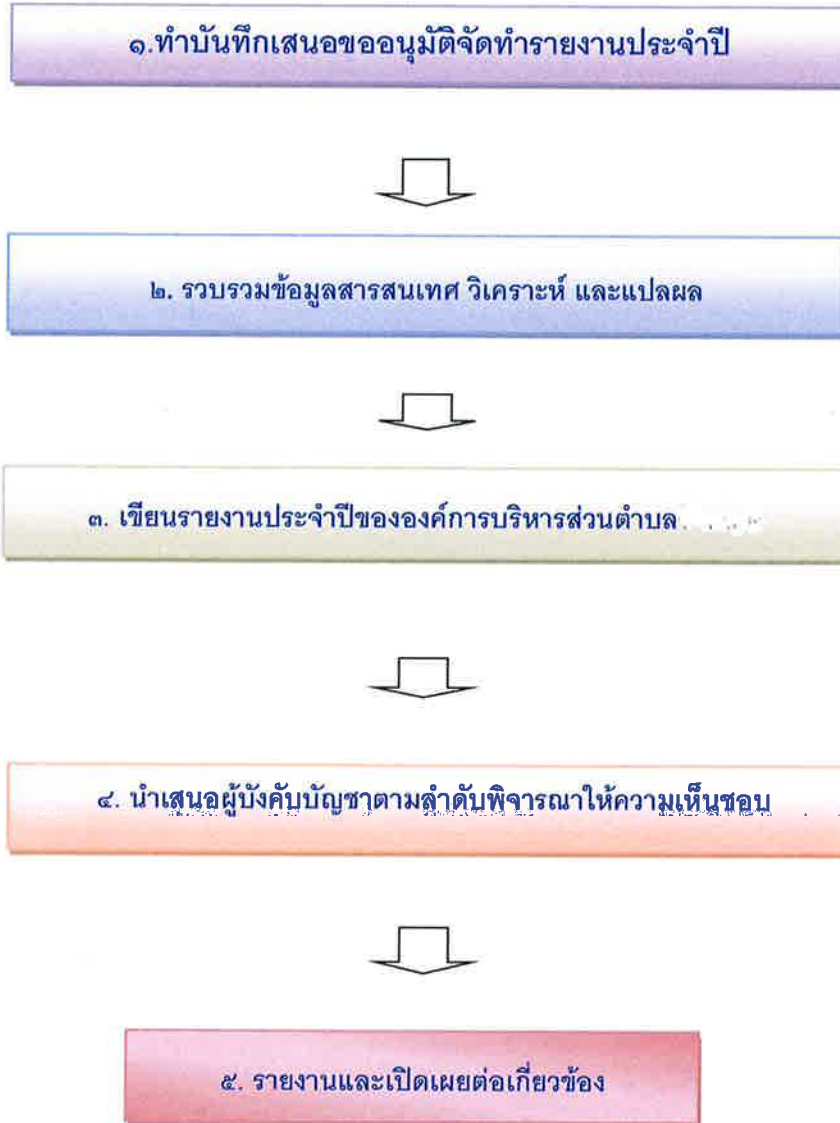 ๑.ทำบันทึกเสนอขออนุมัติจัดทำรายงานประจำปี
๒. รวบรวมข้อมูลสารสนเทศ วิเคราะห์ และแปลผล
๓. เขียนรายงานประจำปีขององค์การบริหารส่วนตำบล
๔. นำเสนอผู้บังคับบัญชาตามลำดับพิจารณาให้ความเห็นชอบ
๕. รายงานและเปิดเผยต่อเกี่ยวข้อง